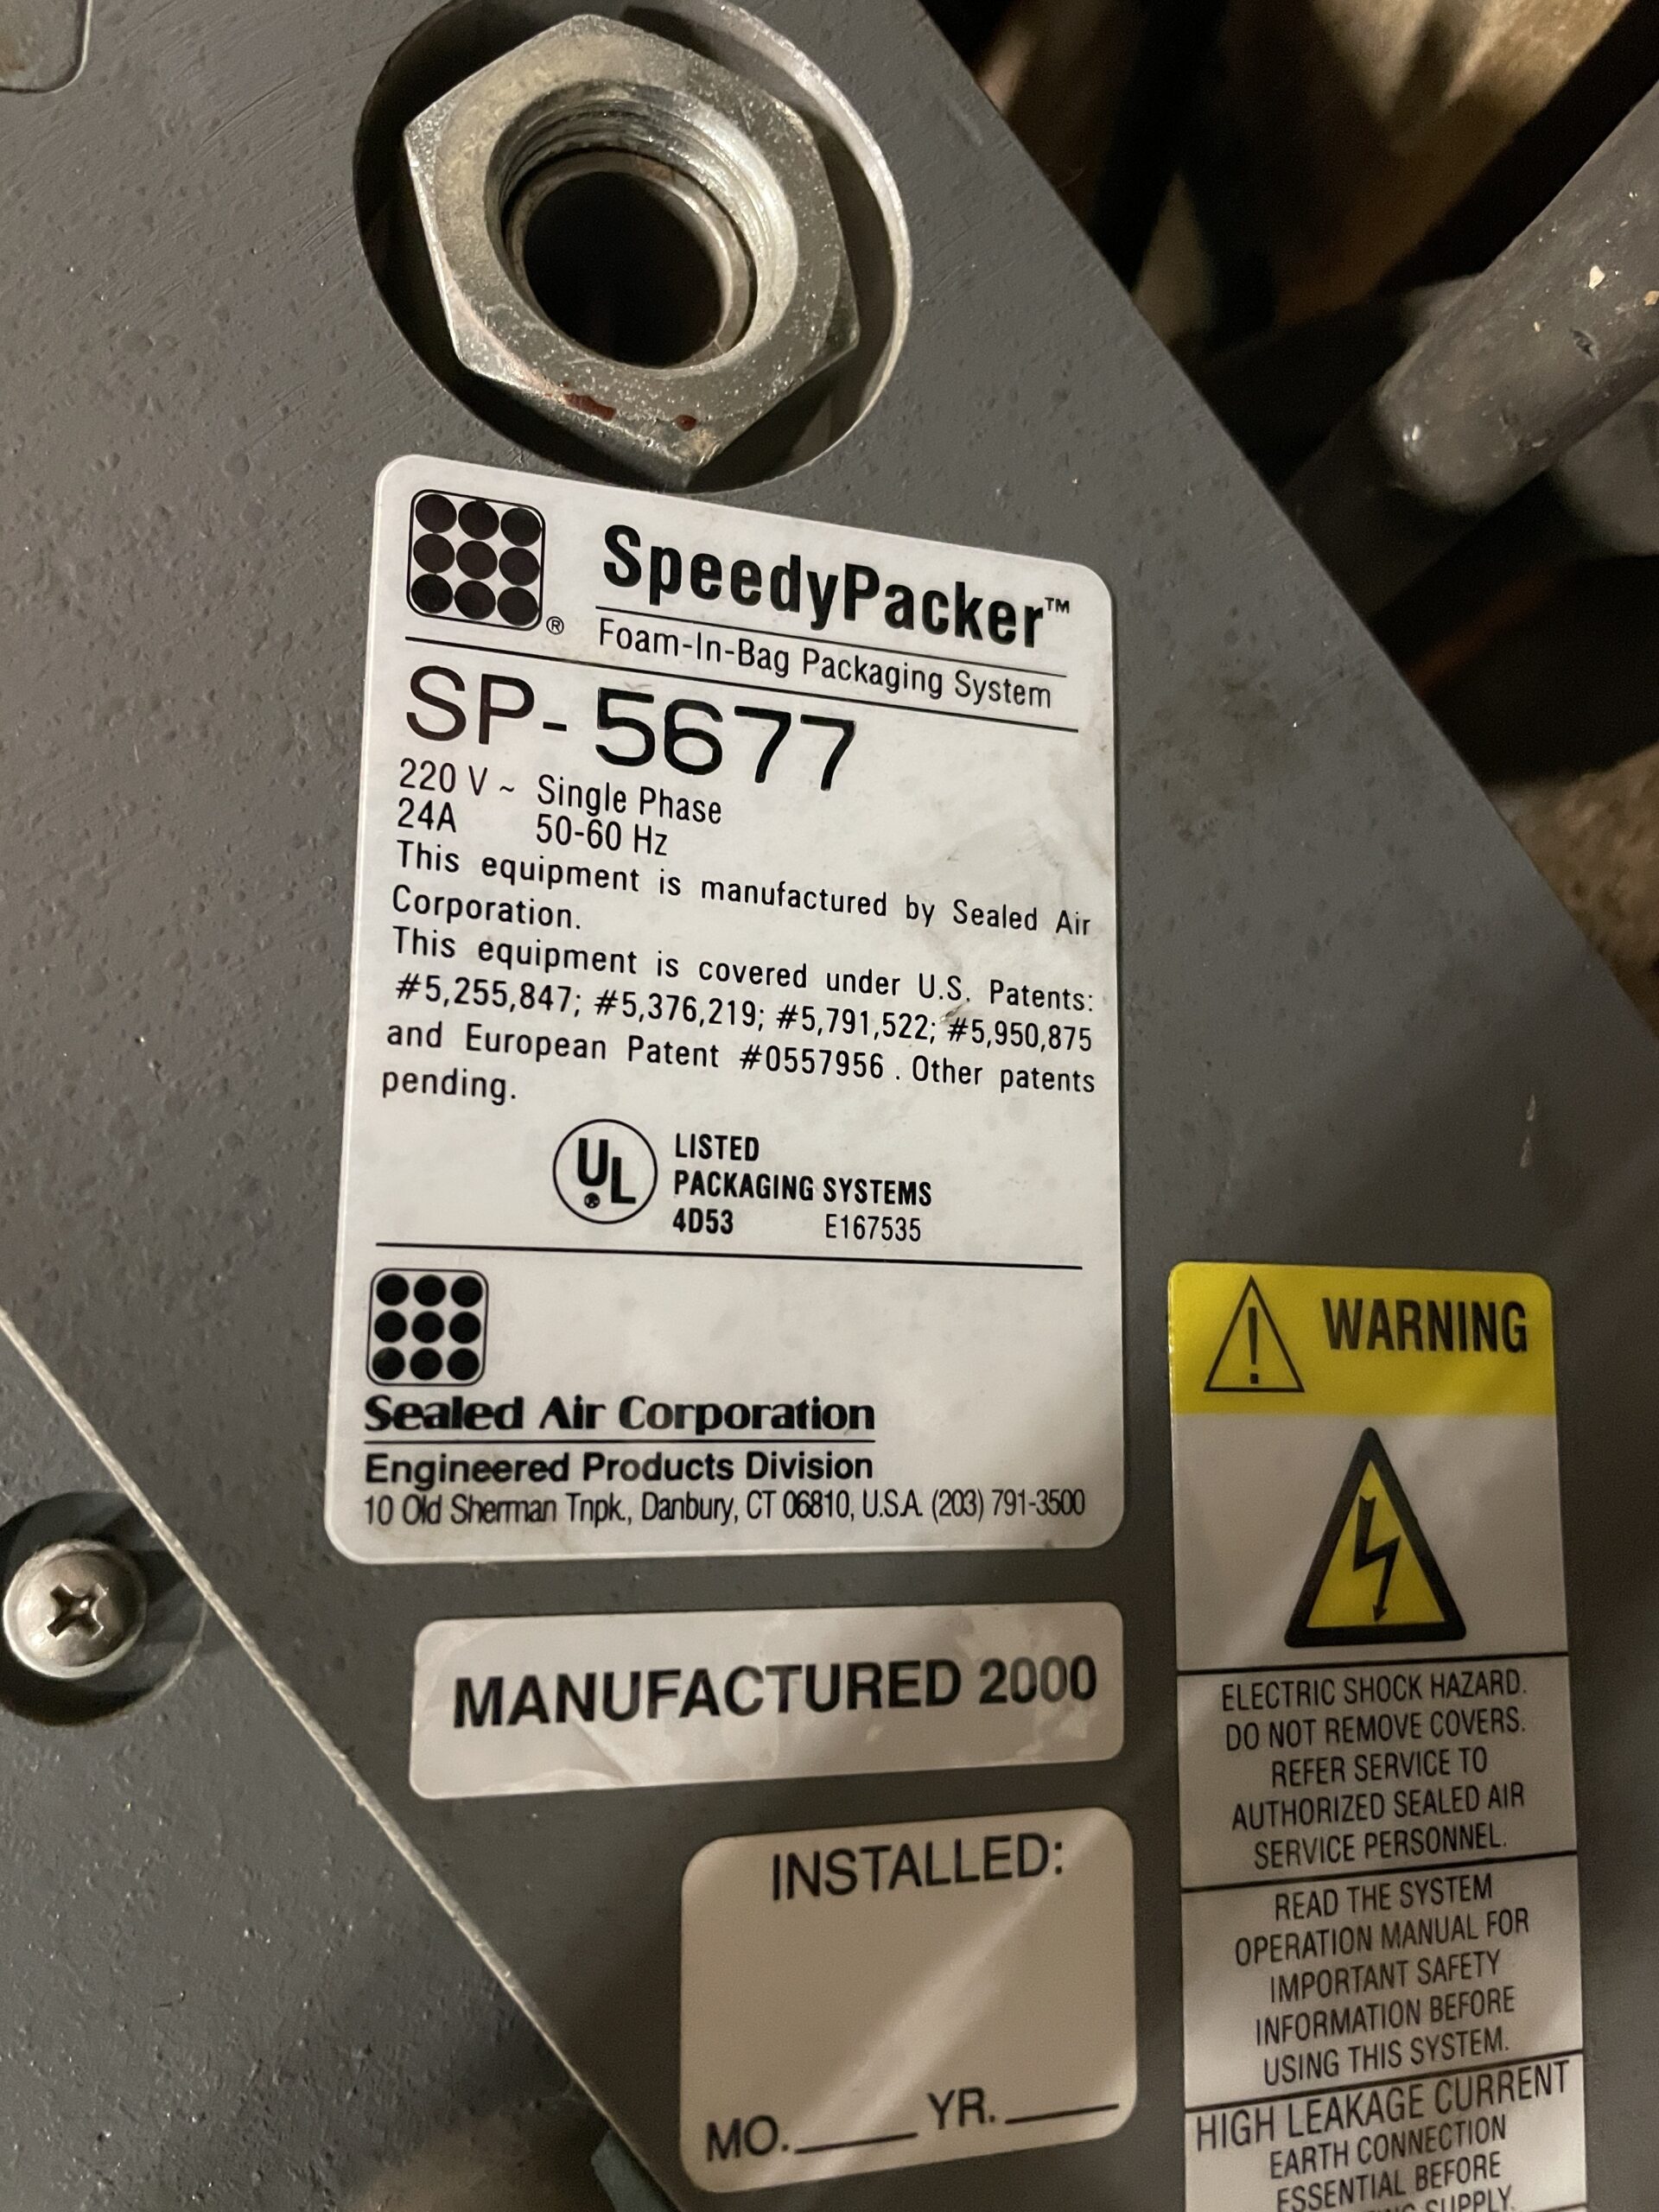 SpeedyPacker™
Foam-In-Bag Packaging System
SP-5677
220 V ~ Single Phase
24A 50-60 Hz
This equipment is manufactured by Sealed Air
Corporation.
This equipment is covered under U.S. Patents:
#5,255,847; #5,376,219; #5,791,522; #5,950,875
and European Patent #0557956 . Other patents
pending.
UL
LISTED
PACKAGING SYSTEMS
4D53 E167535
Sealed Air Corporation
Engineered Products Division
10 Old Sherman Tnpk., Danbury, CT 06810, U.S.A. (203) 791-3500
MANUFACTURED 2000
INSTALLED:
MO.____ YR.____
WARNING
ELECTRIC SHOCK HAZARD.
DO NOT REMOVE COVERS.
REFER SERVICE TO
AUTHORIZED SEALED AIR
SERVICE PERSONNEL.
READ THE SYSTEM
OPERATION MANUAL FOR
IMPORTANT SAFETY
INFORMATION BEFORE
USING THIS SYSTEM.
HIGH LEAKAGE CURRENT
EARTH CONNECTION
ESSENTIAL BEFORE
SUPPLY